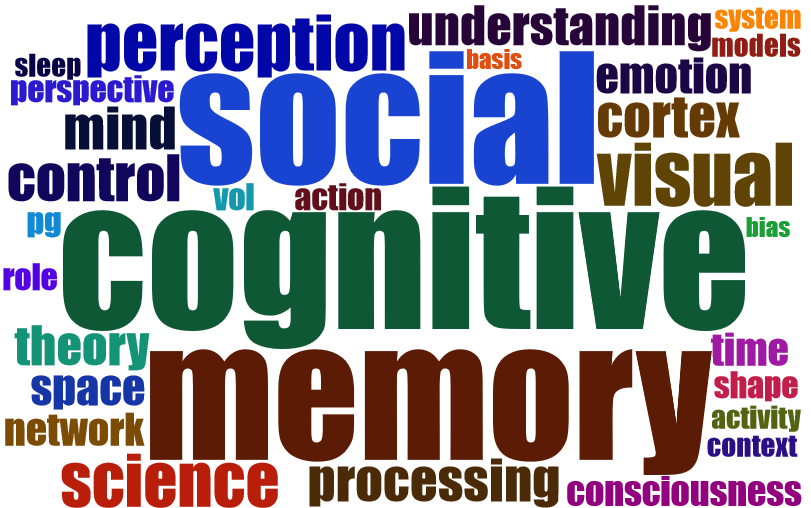 understanding
system
perception
models
sleep
basis
social
emotion
perspective
cortex
mind
control
visual
vol
action
pg
cognitive
bias
role
theory
memory
time
space
shape
network
activity
context
science
processing
consciousness